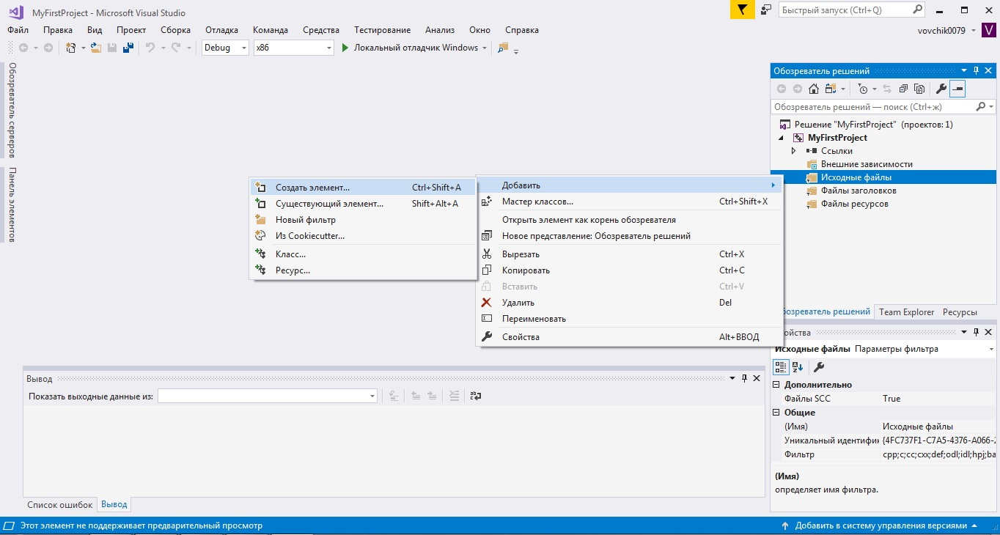 MyFirstProject - Microsoft Visual Studio
Быстрый запуск (Ctrl+Q)
Файл Правка Вид Проект Сборка Отладка Команда Средства Тестирование Анализ Окно Справка
vovchik0079 V
Debug x86 Локальный отладчик Windows
Обозреватель серверов
Панель элементов
Обозреватель решений
Обозреватель решений — поиск (Ctrl+ж)
Решение "MyFirstProject" (проектов: 1)
MyFirstProject
Ссылки
Внешние зависимости
Исходные файлы
Файлы заголовков
Файлы ресурсов
Создать элемент... Ctrl+Shift+A
Существующий элемент... Shift+Alt+A
Новый фильтр
Из Cookiecutter...
Класс...
Ресурс...
Добавить
Мастер классов... Ctrl+Shift+X
Открыть элемент как корень обозревателя
Новое представление: Обозреватель решений
Вырезать Ctrl+X
Копировать Ctrl+C
Вставить Ctrl+V
Удалить Del
Переименовать
Свойства Alt+ВВОД
бозреватель решений Team Explorer Ресурсы
ойства
Исходные файлы Параметры фильтра
Дополнительно
Файлы SCC True
Общие
(Имя) Исходные файлы
Уникальный идентифик {4FC737F1-C7A5-4376-A066-2
Фильтр cpp;c;cc;cxx;def;odl;idl;hpj;ba
(Имя)
определяет имя фильтра.
Вывод
Показать выходные данные из:
Список ошибок Вывод
Этот элемент не поддерживает предварительный просмотр
Добавить в систему управления версиями